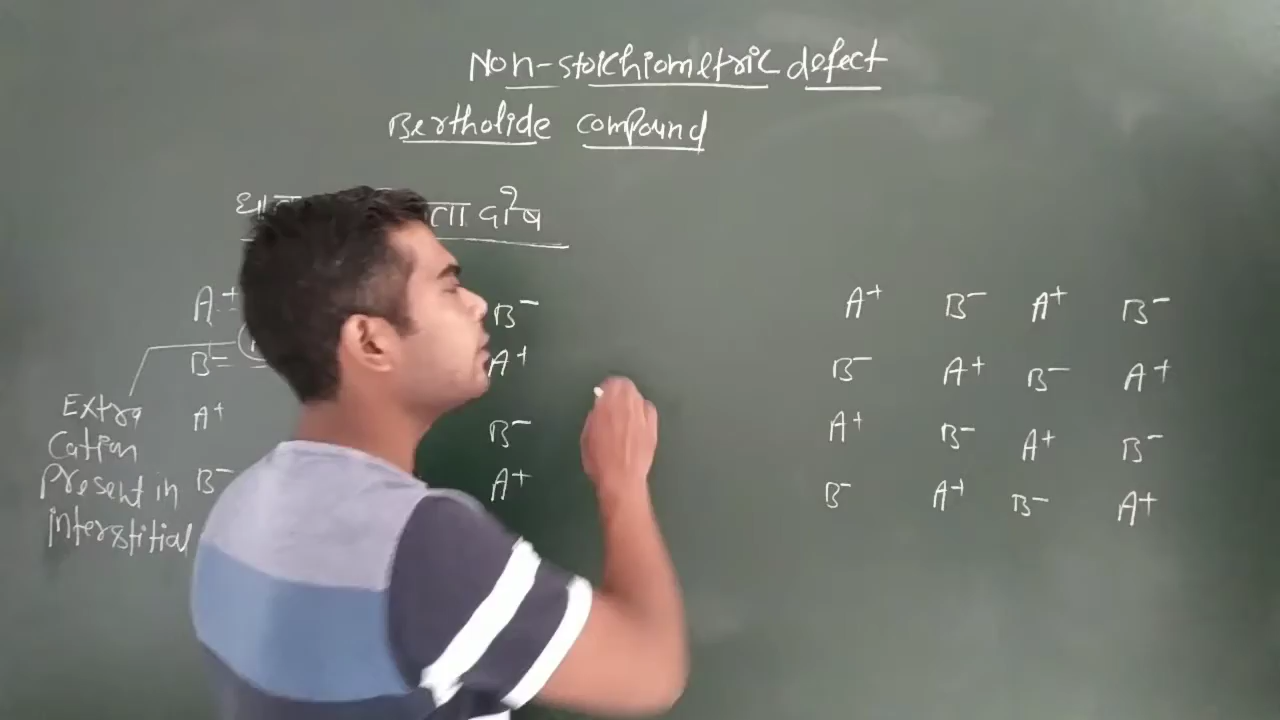 Non-stoichiometric defect
Bertholide compound
दोष
A+ B-
B- A+
A+ B-
B- A+
Extra
Cation
Present in
interstitial
A+ B- A+ B-
B- A+ B- A+
A+ B- A+ B-
B- A+ B- A+